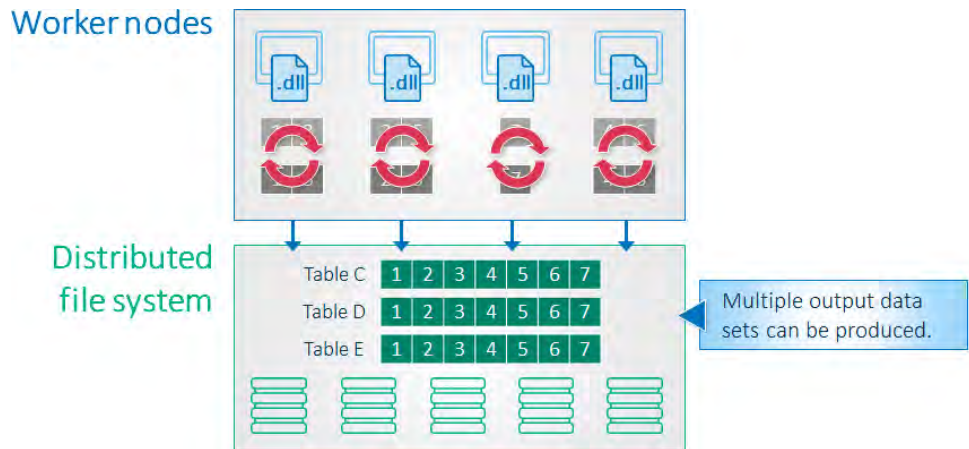 Worker nodes
.dll .dll .dll .dll
7
Distributed
file system
Table C 1 2 3 4 5 6 7
Table D 1 2 3 4 5 6 7
Table E 1 2 3 4 5 6 7
Multiple output data
sets can be produced.